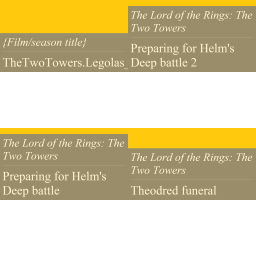 {Film/season title}
TheTwoTowers.Legolas_
The Lord of the Rings: The
Two Towers
Preparing for Helm's
Deep battle 2
The Lord of the Rings: The
Two Towers
Preparing for Helm's
Deep battle
The Lord of the Rings: The
Two Towers
Theodred funeral